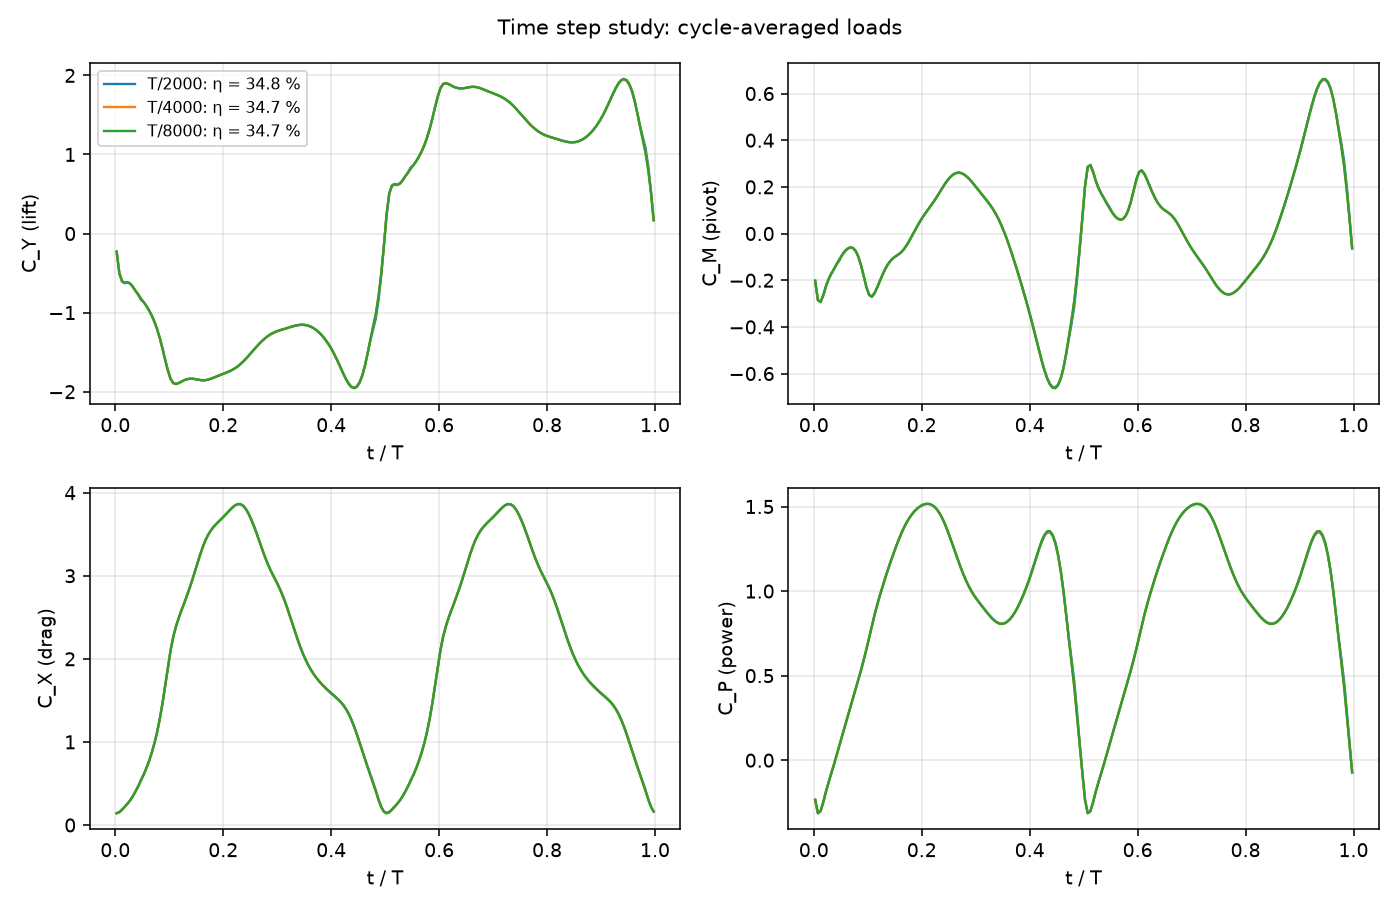 Time step study: cycle-averaged loads
T/2000: η = 34.8 %
T/4000: η = 34.7 %
T/8000: η = 34.7 %
C_Y (lift)
2
1
0
−1
−2
0.0 0.2 0.4 0.6 0.8 1.0
t / T
C_M (pivot)
0.6
0.4
0.2
0.0
−0.2
−0.4
−0.6
0.0 0.2 0.4 0.6 0.8 1.0
t / T
C_X (drag)
4
3
2
1
0
0.0 0.2 0.4 0.6 0.8 1.0
t / T
C_P (power)
1.5
1.0
0.5
0.0
0.0 0.2 0.4 0.6 0.8 1.0
t / T